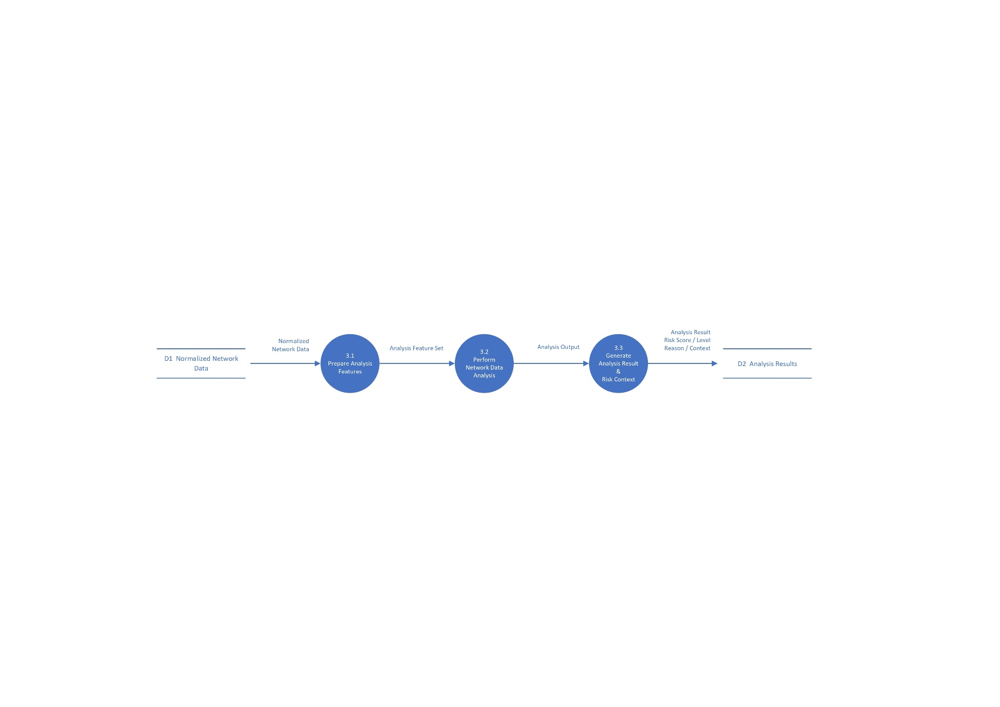 D1  Normalized Network
Data
Normalized
Network Data
3.1
Prepare Analysis
Features
Analysis Feature Set
3.2
Perform
Network Data
Analysis
Analysis Output
3.3
Generate
Analysis Result
&
Risk Context
Analysis Result
Risk Score / Level
Reason / Context
D2  Analysis Results